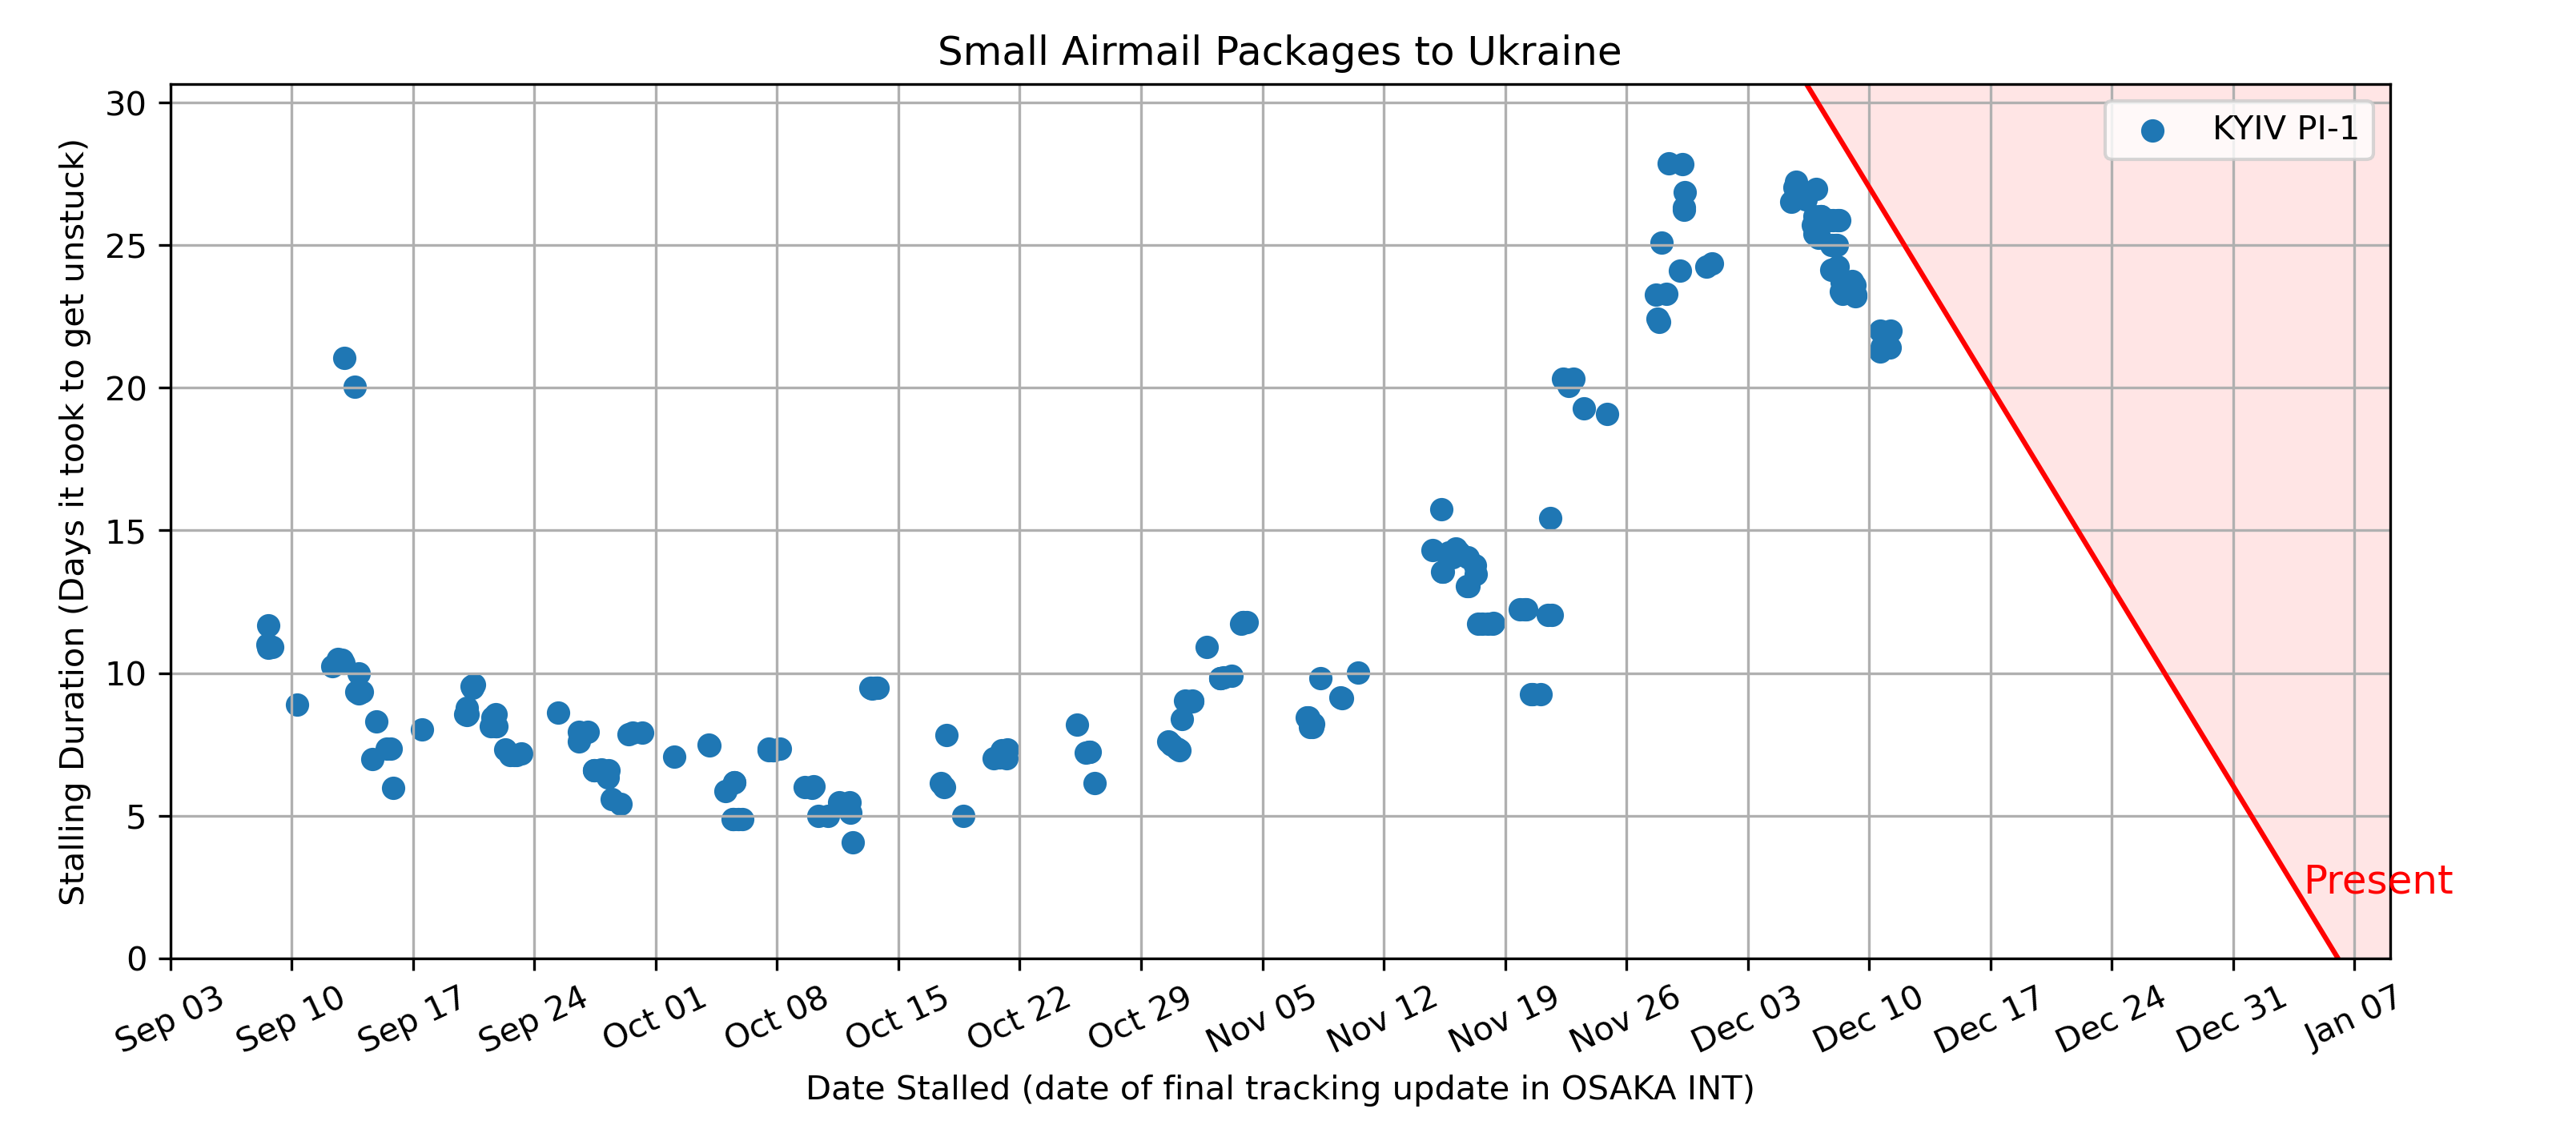 Small Airmail Packages to Ukraine
Stalling Duration (Days it took to get unstuck)
30
25
20
15
10
5
0
KYIV PI-1
Present
Sep 03
Sep 10
Sep 17
Sep 24
Oct 01
Oct 08
Oct 15
Oct 22
Oct 29
Nov 05
Nov 12
Nov 19
Nov 26
Dec 03
Dec 10
Dec 17
Dec 24
Dec 31
Jan 07
Date Stalled (date of final tracking update in OSAKA INT)